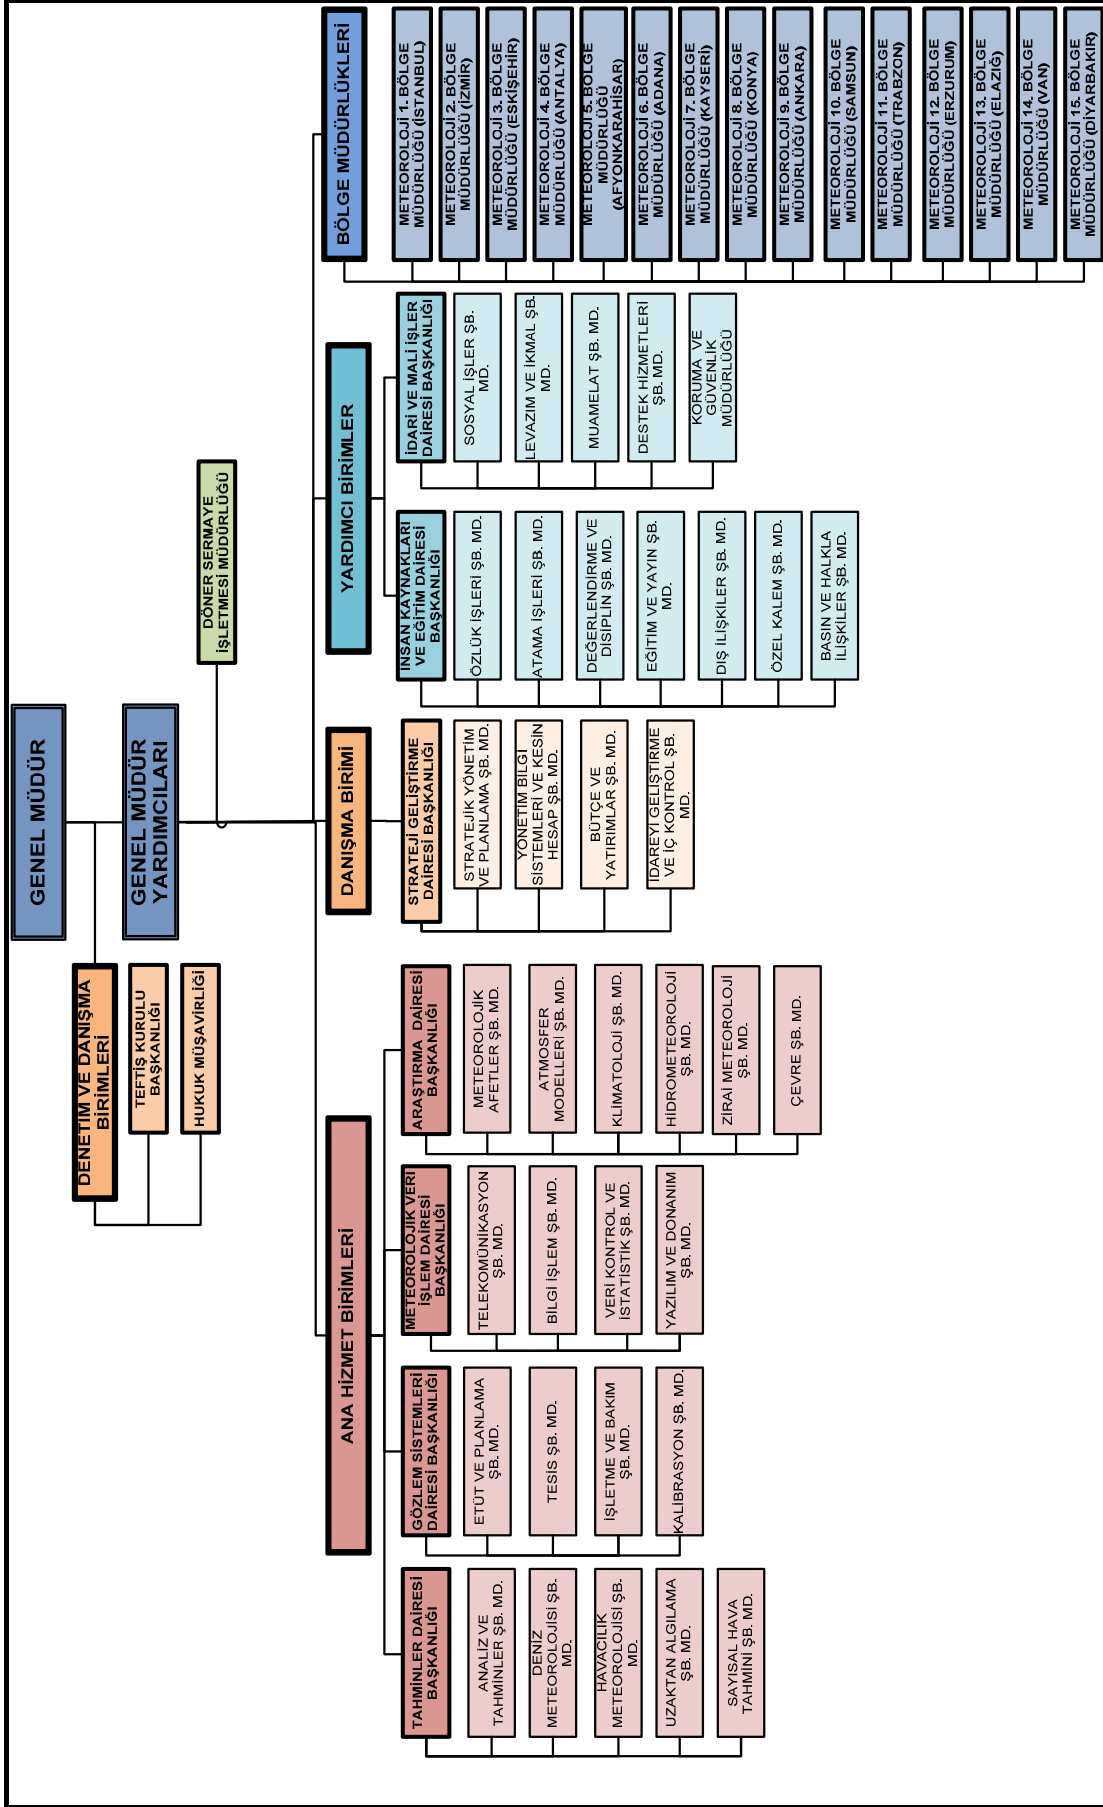 GENEL MÜDÜR
GENEL MÜDÜR
YARDIMCILARI
DENETİM VE DANIŞMA
BİRİMLERİ
TEFTİŞ KURULU
BAŞKANLIĞI
HUKUK MÜŞAVİRLİĞİ
DÖNER SERMAYE
İŞLETMESİ MÜDÜRLÜĞÜ
ANA HİZMET BİRİMLERİ
TAHMİNLER DAİRESİ
BAŞKANLIĞI
ANALİZ VE
TAHMİNLER ŞB. MD.
DENİZ
METEOROLOJİSİ ŞB.
MD.
HAVACILIK
METEOROLOJİSİ ŞB.
MD.
UZAKTAN ALGILAMA
ŞB. MD.
SAYISAL HAVA
TAHMİNİ ŞB. MD.
GÖZLEM SİSTEMLERİ
DAİRESİ BAŞKANLIĞI
ETÜT VE PLANLAMA
ŞB. MD.
TESİS ŞB. MD.
İŞLETME VE BAKIM
ŞB. MD.
KALİBRASYON ŞB. MD.
METEOROLOJİK VERİ
İŞLEM DAİRESİ
BAŞKANLIĞI
TELEKOMÜNİKASYON
ŞB. MD.
BİLGİ İŞLEM ŞB. MD.
VERİ KONTROL VE
İSTATİSTİK ŞB. MD.
YAZILIM VE DONANIM
ŞB. MD.
ARAŞTIRMA DAİRESİ
BAŞKANLIĞI
METEOROLOJİK
AFETLER ŞB. MD.
ATMOSFER
MODELLERİ ŞB. MD.
KLİMATOLOJİ ŞB. MD.
HİDROMETEOROLOJİ
ŞB. MD.
ZİRAİ METEOROLOJİ
ŞB. MD.
ÇEVRE ŞB. MD.
DANIŞMA BİRİMİ
STRATEJİ GELİŞTİRME
DAİRESİ BAŞKANLIĞI
STRATEJİK YÖNETİM
VE PLANLAMA ŞB. MD.
YÖNETİM BİLGİ
SİSTEMLERİ VE KESİN
HESAP ŞB. MD.
BÜTÇE VE
YATIRIMLAR ŞB. MD.
İDAREYİ GELİŞTİRME
VE İÇ KONTROL ŞB.
MD.
YARDIMCI BİRİMLER
İNSAN KAYNAKLARI
VE EĞİTİM DAİRESİ
BAŞKANLIĞI
ÖZLÜK İŞLERİ ŞB. MD.
ATAMA İŞLERİ ŞB. MD.
DEĞERLENDİRME VE
DİSİPLİN ŞB. MD.
EĞİTİM VE YAYIN ŞB.
MD.
DIŞ İLİŞKİLER ŞB. MD.
ÖZEL KALEM ŞB. MD.
BASIN VE HALKLA
İLİŞKİLER ŞB. MD.
İDARİ VE MALİ İŞLER
DAİRESİ BAŞKANLIĞI
SOSYAL İŞLER ŞB.
MD.
LEVAZIM VE İKMAL ŞB.
MD.
MUAMELAT ŞB. MD.
DESTEK HİZMETLERİ
ŞB. MD.
KORUMA VE
GÜVENLİK
MÜDÜRLÜĞÜ
BÖLGE MÜDÜRLÜKLERİ
METEOROLOJİ 1. BÖLGE
MÜDÜRLÜĞÜ (İSTANBUL)
METEOROLOJİ 2. BÖLGE
MÜDÜRLÜĞÜ (İZMİR)
METEOROLOJİ 3. BÖLGE
MÜDÜRLÜĞÜ (ESKİŞEHİR)
METEOROLOJİ 4. BÖLGE
MÜDÜRLÜĞÜ (ANTALYA)
METEOROLOJİ 5. BÖLGE
MÜDÜRLÜĞÜ
(AFYONKARAHİSAR)
METEOROLOJİ 6. BÖLGE
MÜDÜRLÜĞÜ (ADANA)
METEOROLOJİ 7. BÖLGE
MÜDÜRLÜĞÜ (KAYSERİ)
METEOROLOJİ 8. BÖLGE
MÜDÜRLÜĞÜ (KONYA)
METEOROLOJİ 9. BÖLGE
MÜDÜRLÜĞÜ (ANKARA)
METEOROLOJİ 10. BÖLGE
MÜDÜRLÜĞÜ (SAMSUN)
METEOROLOJİ 11. BÖLGE
MÜDÜRLÜĞÜ (TRABZON)
METEOROLOJİ 12. BÖLGE
MÜDÜRLÜĞÜ (ERZURUM)
METEOROLOJİ 13. BÖLGE
MÜDÜRLÜĞÜ (ELAZIĞ)
METEOROLOJİ 14. BÖLGE
MÜDÜRLÜĞÜ (VAN)
METEOROLOJİ 15. BÖLGE
MÜDÜRLÜĞÜ (DİYARBAKIR)